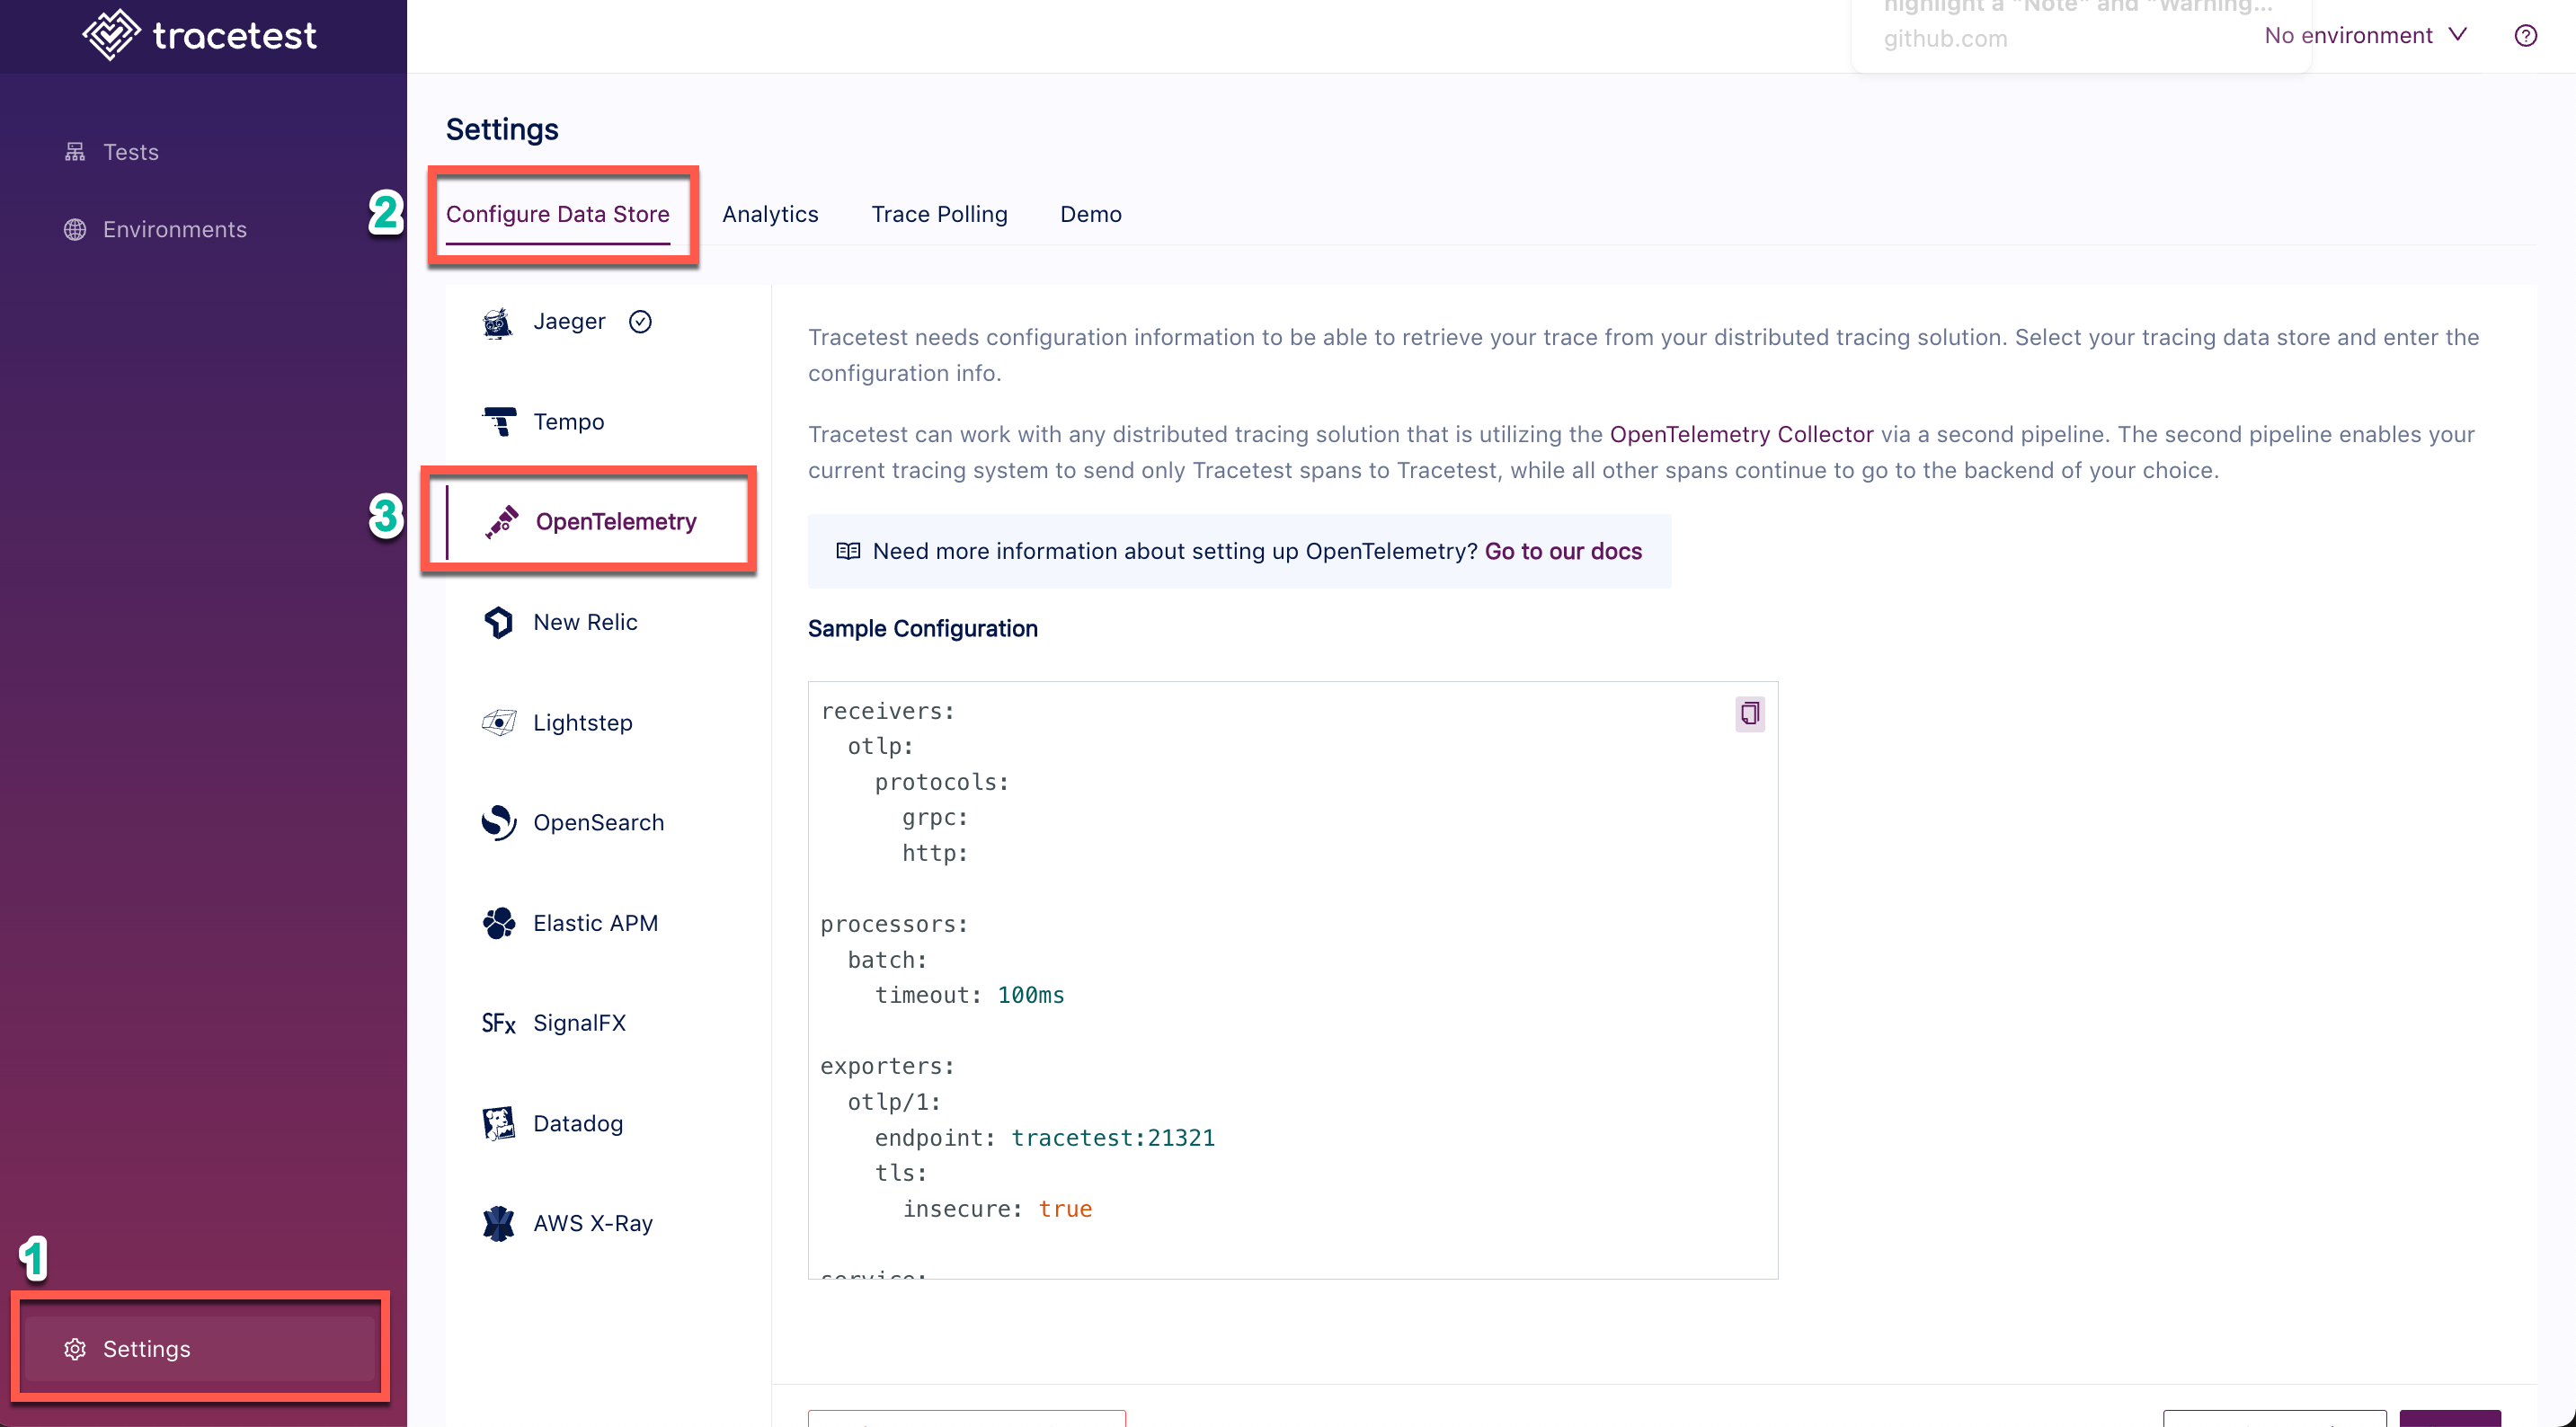 tracetest
highlight a "Note" and "Warning...
github.com
No environment
Tests
Environments
Settings
2
Configure Data Store
Analytics
Trace Polling
Demo
Jaeger
Tempo
3
OpenTelemetry
New Relic
Lightstep
OpenSearch
Elastic APM
SFx SignalFX
Datadog
AWS X-Ray
1
Settings
Tracetest needs configuration information to be able to retrieve your trace from your distributed tracing solution. Select your tracing data store and enter the
configuration info.
Tracetest can work with any distributed tracing solution that is utilizing the OpenTelemetry Collector via a second pipeline. The second pipeline enables your
current tracing system to send only Tracetest spans to Tracetest, while all other spans continue to go to the backend of your choice.
Need more information about setting up OpenTelemetry? Go to our docs
Sample Configuration
receivers:
otlp:
protocols:
grpc:
http:
processors:
batch:
timeout: 100ms
exporters:
otlp/1:
endpoint: tracetest:21321
tls:
insecure: true
service: